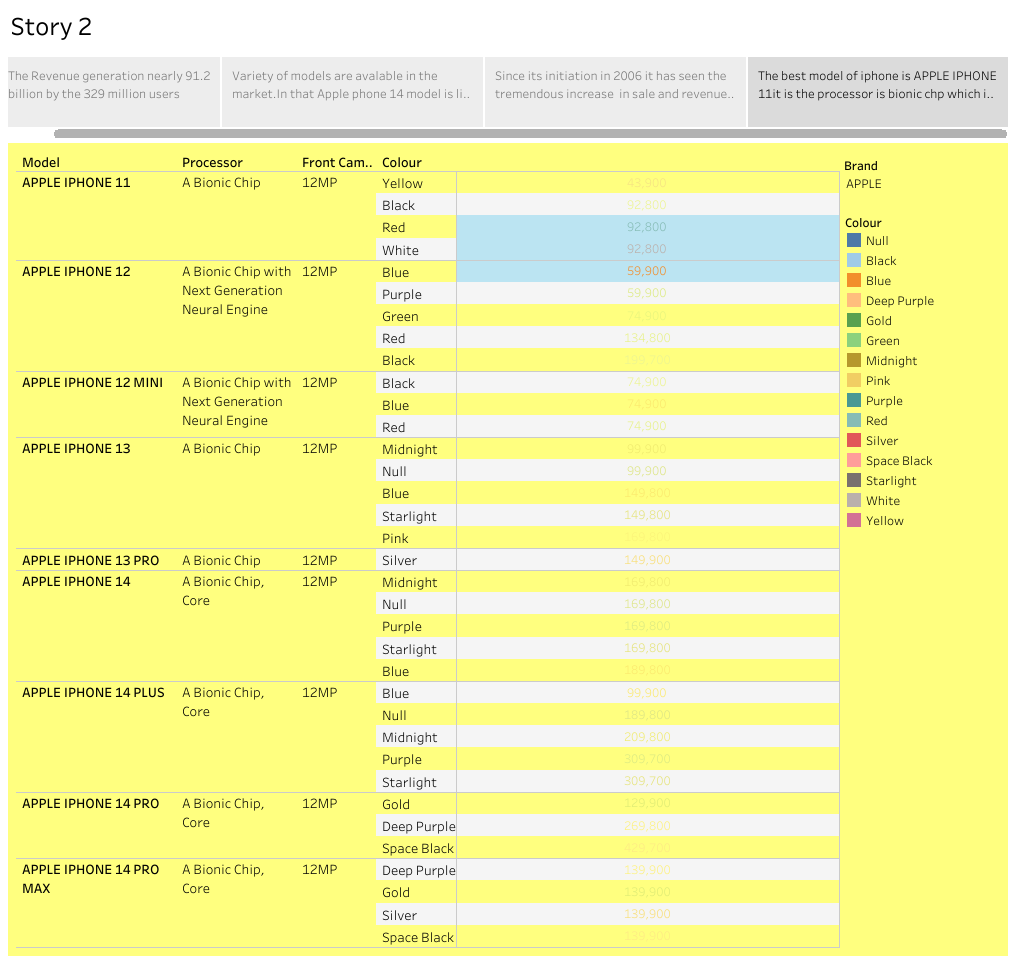 Story 2
The Revenue generation nearly 91.2
billion by the 329 million users
Variety of models are avalable in the
market.In that Apple phone 14 model is li..
Since its initiation in 2006 it has seen the
tremendous increase in sale and revenue..
The best model of iphone is APPLE IPHONE
11it is the processor is bionic chp which i..
Model Processor Front Cam.. Colour
APPLE IPHONE 11 A Bionic Chip 12MP Yellow 43,900
Black 92,800
Red 92,800
White 92,800
APPLE IPHONE 12 A Bionic Chip with 12MP Blue 59,900
Next Generation Purple 59,900
Neural Engine Green 74,900
Red 134,800
Black
APPLE IPHONE 12 MINI A Bionic Chip with 12MP Black 74,900
Next Generation Blue 74,900
Neural Engine Red 74,900
APPLE IPHONE 13 A Bionic Chip 12MP Midnight 99,900
Null 99,900
Blue 149,800
Starlight 149,800
Pink
APPLE IPHONE 13 PRO A Bionic Chip 12MP Silver 149,900
APPLE IPHONE 14 A Bionic Chip, 12MP Midnight 169,800
Core Null 169,800
Purple 169,800
Starlight 169,800
Blue 189,800
APPLE IPHONE 14 PLUS A Bionic Chip, 12MP Blue 99,900
Core Null 189,800
Midnight 209,800
Purple 309,700
Starlight 309,700
APPLE IPHONE 14 PRO A Bionic Chip, 12MP Gold 129,900
Core Deep Purple 269,800
Space Black 429,700
APPLE IPHONE 14 PRO A Bionic Chip, 12MP Deep Purple 139,900
MAX Core Gold 139,900
Silver 139,900
Space Black 139,900
Brand
APPLE
Colour
Null
Black
Blue
Deep Purple
Gold
Green
Midnight
Pink
Purple
Red
Silver
Space Black
Starlight
White
Yellow